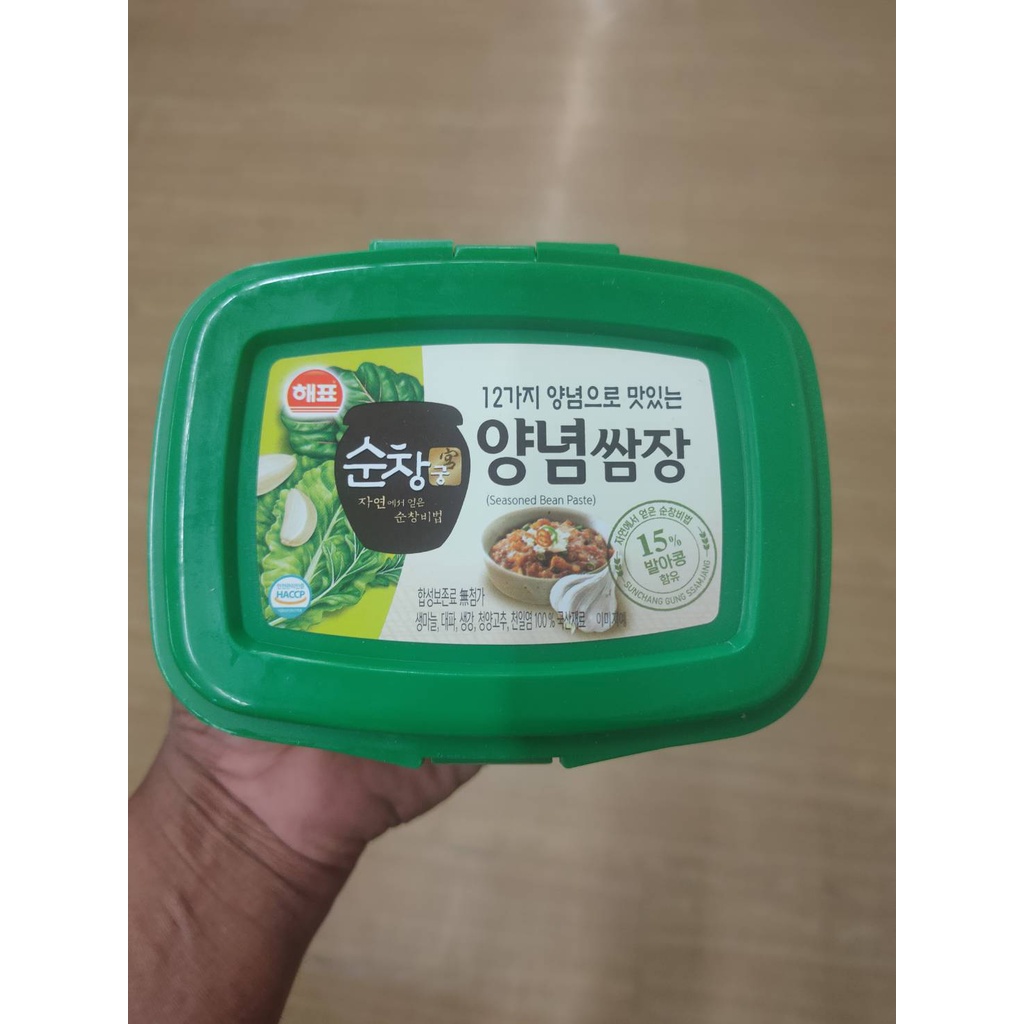 해표
12가지 양념으로 맛있는
양념쌈장
(Seasoned Bean Paste)
순창궁
宮
자연에서 얻은
순창비법
자연에서 얻은 순창비법
15%
발아콩
함유
SUNCHANG GUNG SSAMJANG
HACCP
합성보존료 無첨가
생마늘, 대파, 생강, 청양고추, 천일염 100% 국산재료